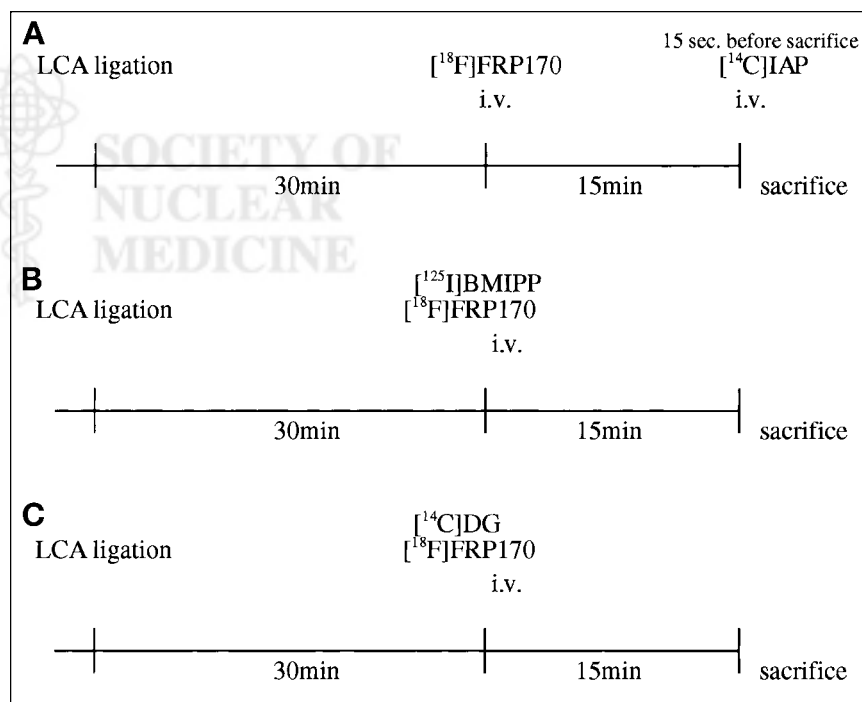 A
15 sec. before sacrifice
LCA ligation [¹⁸F]FRP170 [¹⁴C]IAP
i.v. i.v.
30min 15min sacrifice
SOCIETY OF
NUCLEAR
MEDICINE
B
[¹²⁵I]BMIPP
LCA ligation [¹⁸F]FRP170
i.v.
30min 15min sacrifice
C
[¹⁴C]DG
LCA ligation [¹⁸F]FRP170
i.v.
30min 15min sacrifice